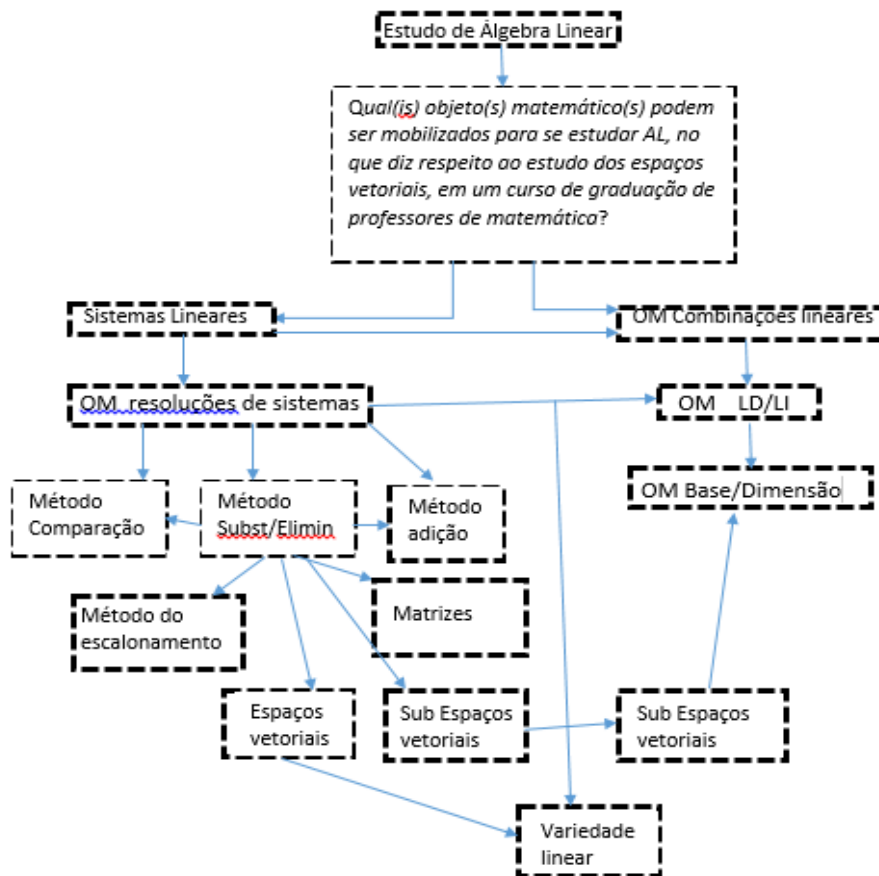 Estudo de Álgebra Linear
Qual(is) objeto(s) matemático(s) podem
ser mobilizados para se estudar AL, no
que diz respeito ao estudo dos espaços
vetoriais, em um curso de graduação de
professores de matemática?
Sistemas Lineares
OM Combinações lineares
OM resoluções de sistemas
OM LD/LI
OM Base/Dimensão
Método
Comparação
Método
Subst/Elimin
Método
adição
Método do
escalonamento
Matrizes
Espaços
vetoriais
Sub Espaços
vetoriais
Sub Espaços
vetoriais
Variedade
linear